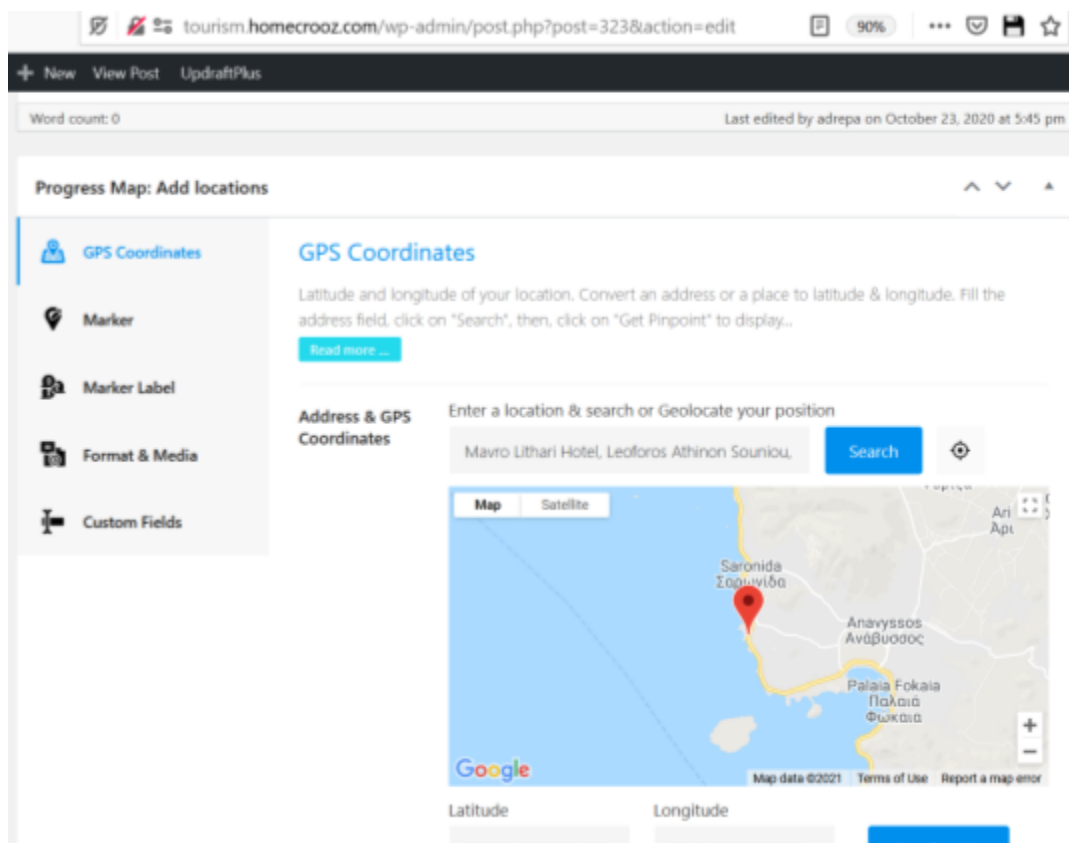 tourism.homecrooz.com/wp-admin/post.php?post=323&action=edit 90%
New View Post UpdraftPlus
Word count: 0 Last edited by adrepa on October 23, 2020 at 5:45 pm
Progress Map: Add locations
GPS Coordinates
Marker
Marker Label
Format & Media
Custom Fields
GPS Coordinates
Latitude and longitude of your location. Convert an address or a place to latitude & longitude. Fill the
address field, click on "Search", then, click on "Get Pinpoint" to display...
Read more ...
Address & GPS
Coordinates
Enter a location & search or Geolocate your position
Mavro Lithari Hotel, Leoforos Athinon Souniou, Search
Map Satellite
Ari
Αρι
Saronida
Σαρωνίδα
Anavyssos
Ανάβυσσος
Palaia Fokaia
Παλαιά
Φώκαια
Google
Map data ©2021 Terms of Use Report a map error
Latitude Longitude